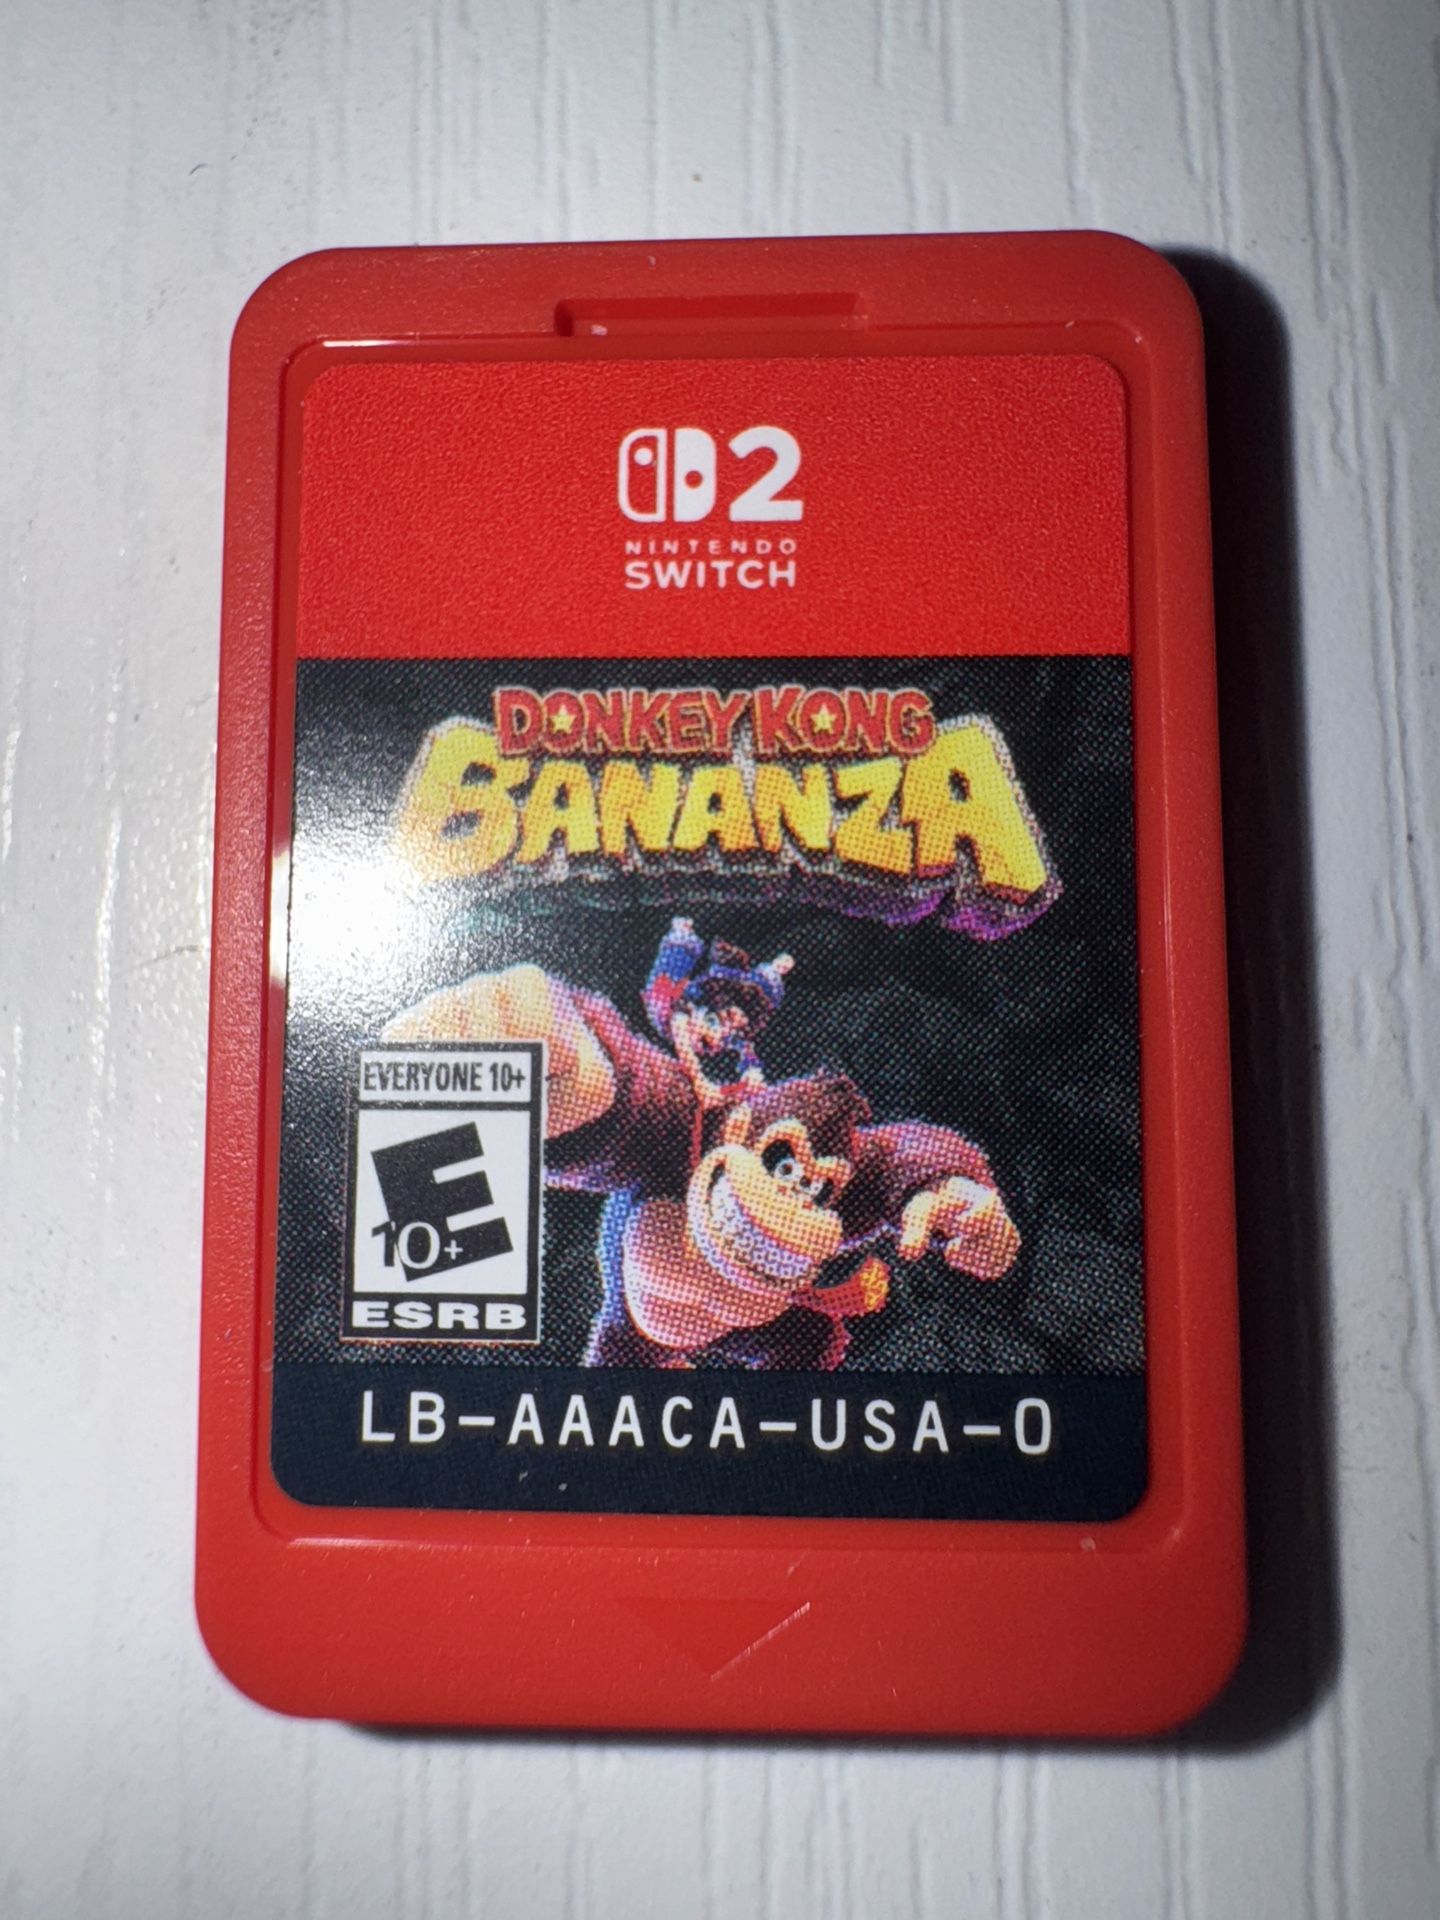 2
NINTENDO
SWITCH
DONKEY KONG
BANANZA
EVERYONE 10+
E
10+
ESRB
LB-AAACA-USA-0